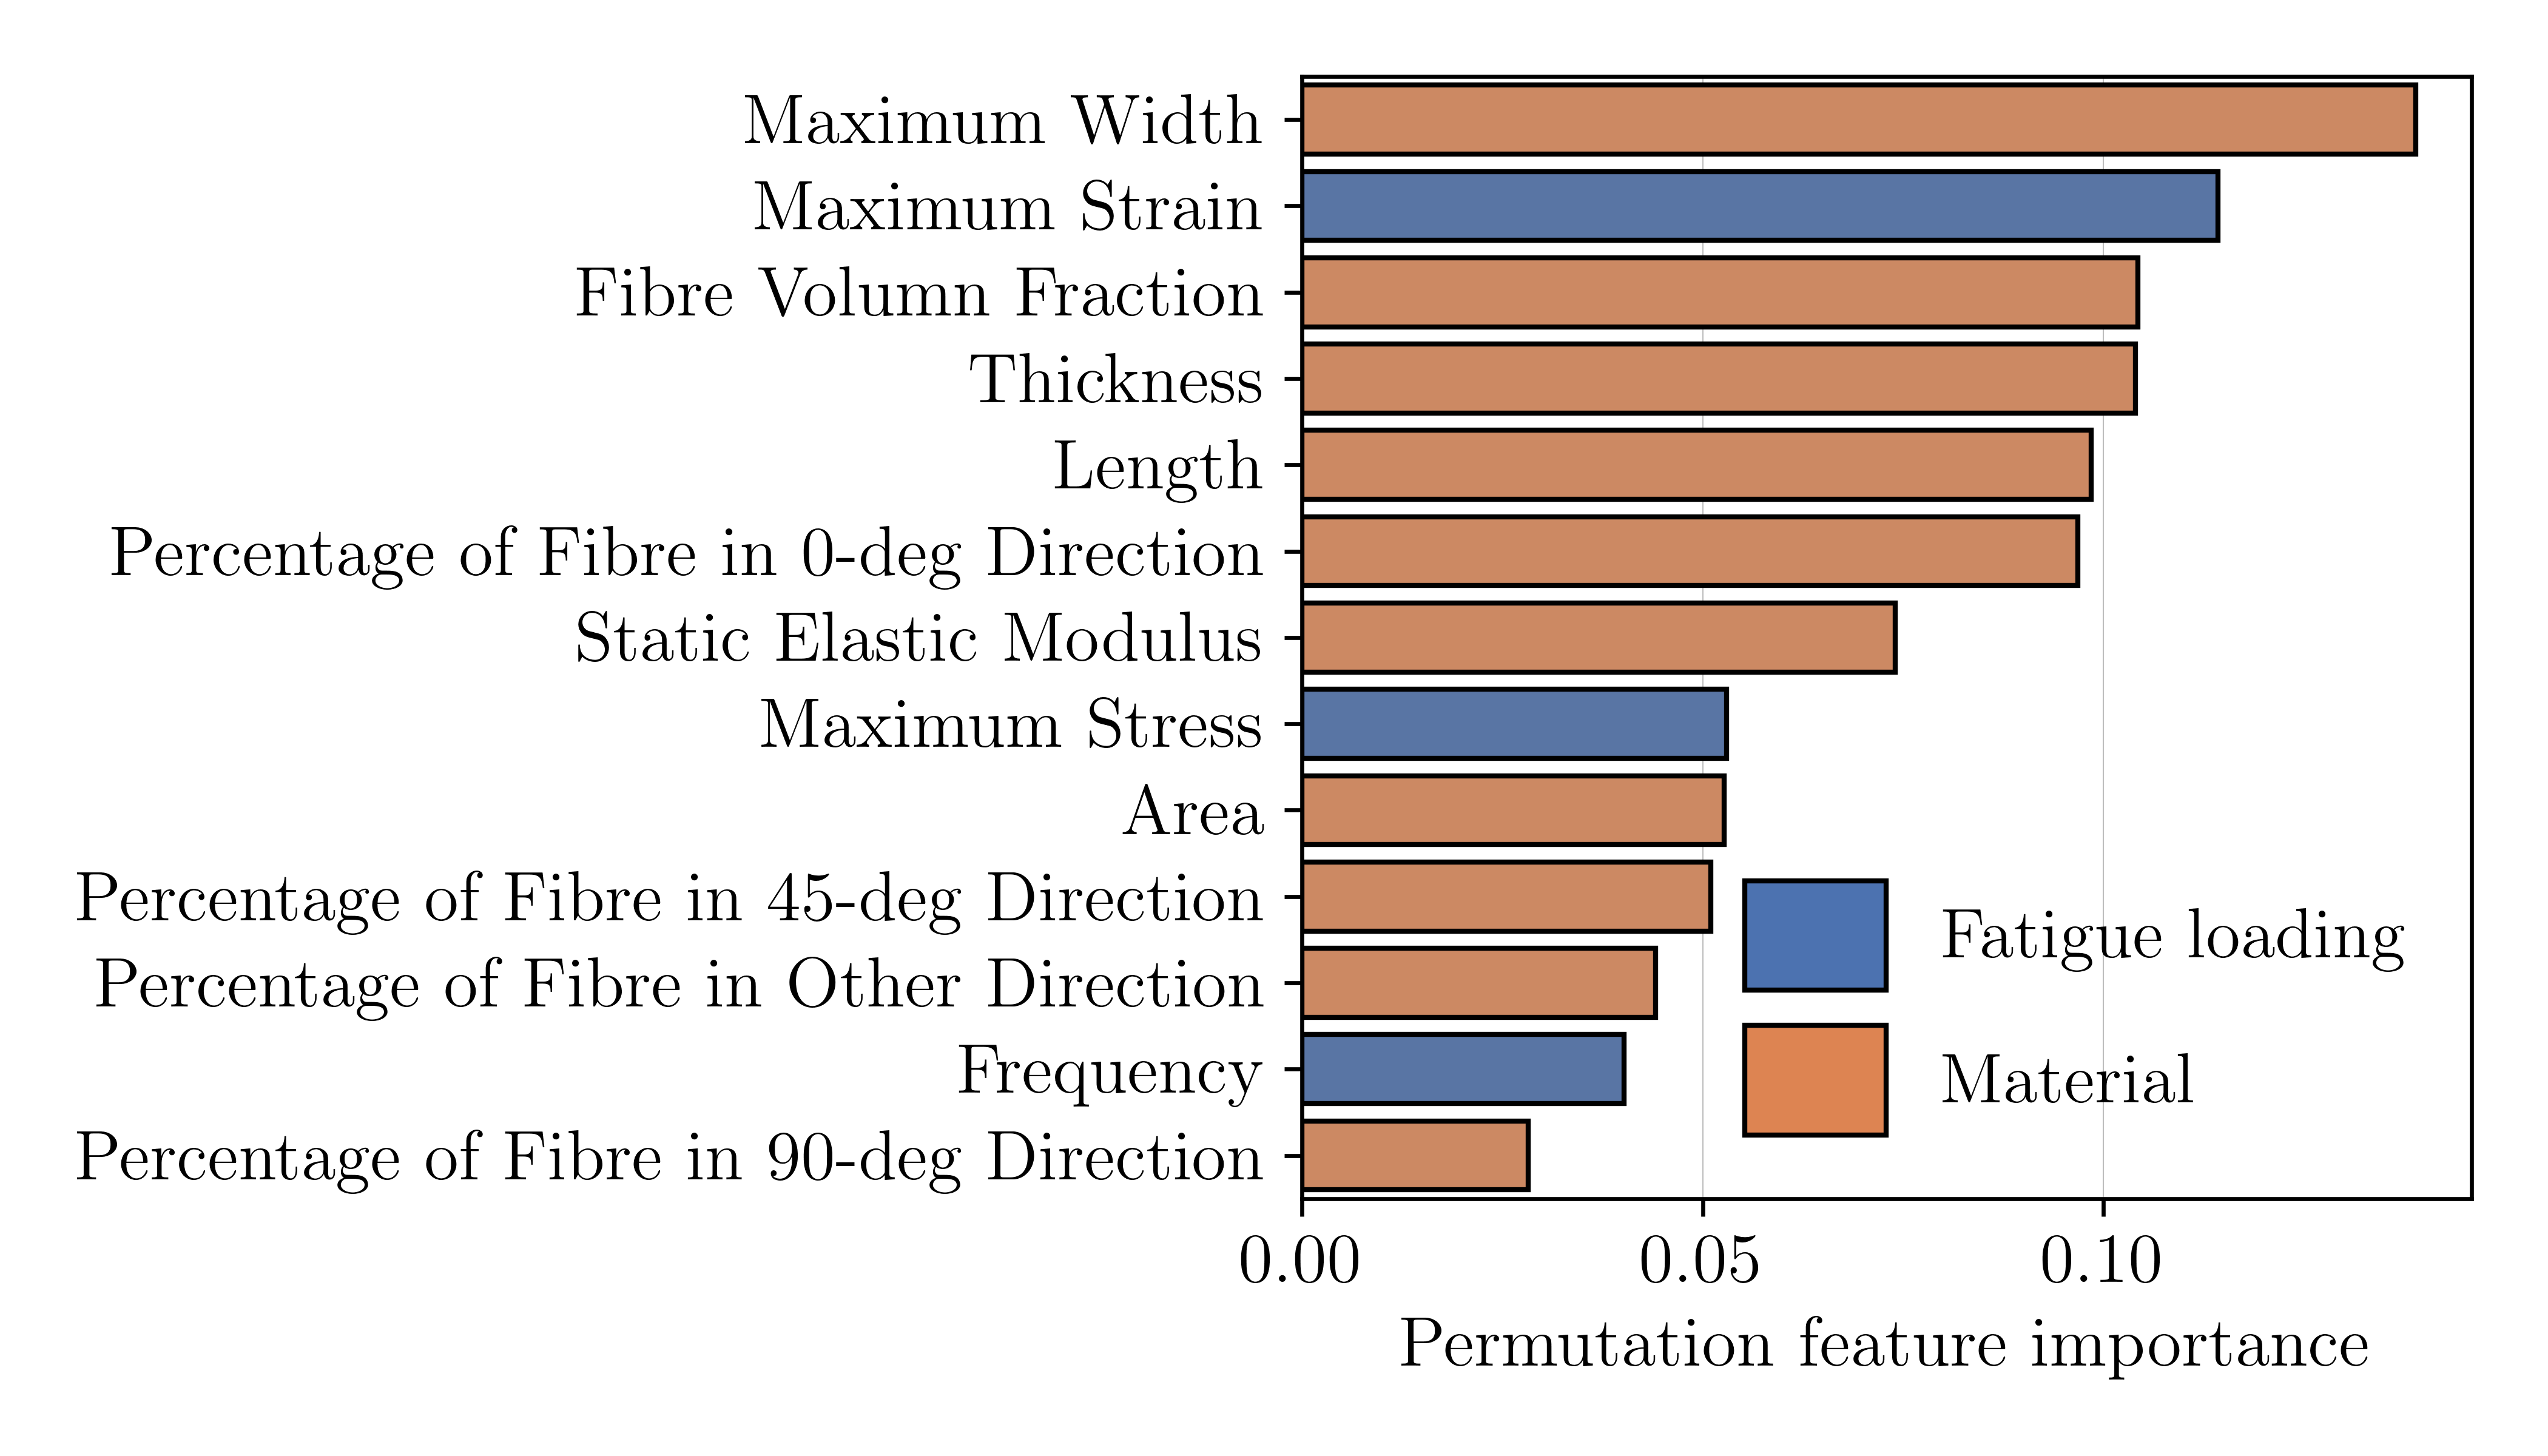 Maximum Width
Maximum Strain
Fibre Volumn Fraction
Thickness
Length
Percentage of Fibre in 0-deg Direction
Static Elastic Modulus
Maximum Stress
Area
Percentage of Fibre in 45-deg Direction
Percentage of Fibre in Other Direction
Frequency
Percentage of Fibre in 90-deg Direction
Fatigue loading
Material
0.00 0.05 0.10
Permutation feature importance